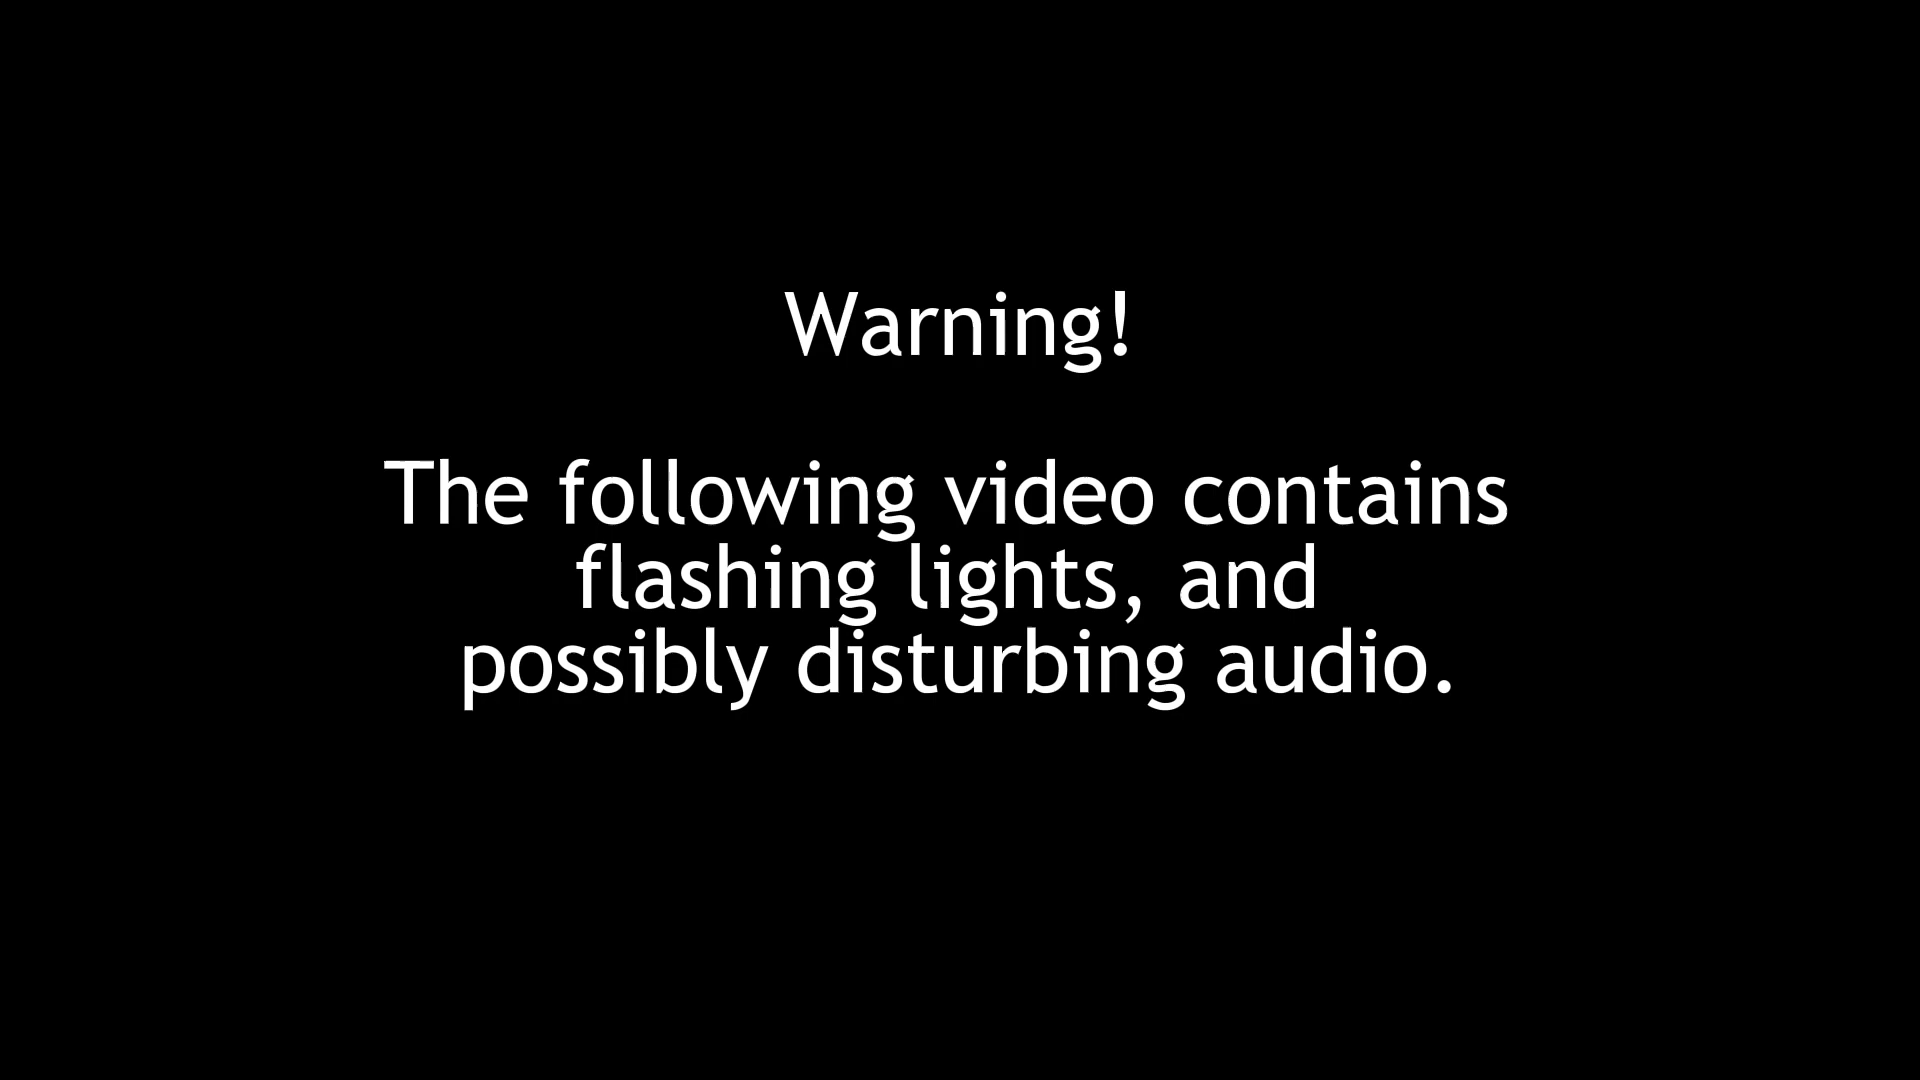 Warning!
The following video contains
flashing lights, and
possibly disturbing audio.